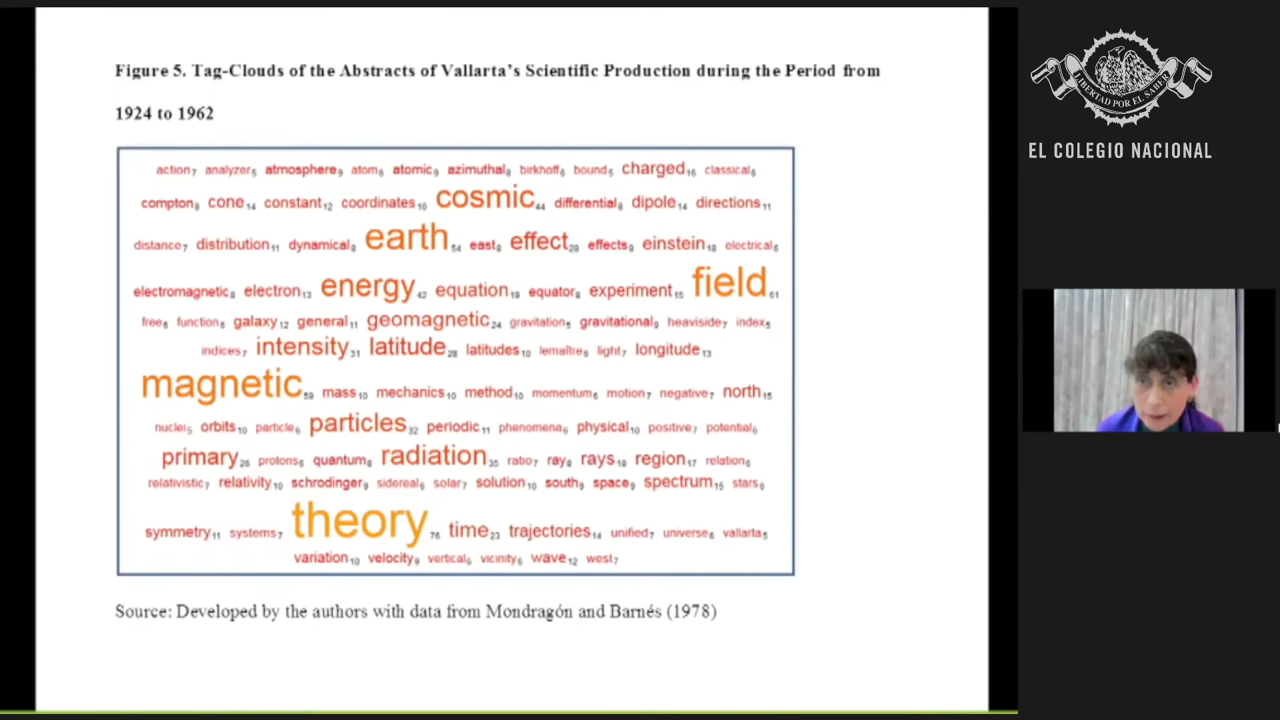 Figure 5. Tag-Clouds of the Abstracts of Vallarta's Scientific Production during the Period from
1924 to 1962
action7 analyzer5 atmosphere9 atom6 atomic9 azimuthal8 birkhoff6 bound5 charged16 classical6
compton8 cone14 constant12 coordinates10 cosmic44 differential8 dipole14 directions11
distance7 distribution11 dynamical8 earth54 east8 effect29 effects9 einstein18 electrical6
electromagnetic8 electron13 energy42 equation19 equator8 experiment15 field61
free6 function6 galaxy12 general11 geomagnetic24 gravitation5 gravitational9 heaviside7 index5
indices7 intensity31 latitude28 latitudes10 lemaître6 light7 longitude13
magnetic59 mass10 mechanics10 method10 momentum6 motion7 negative7 north15
nuclei5 orbits10 particle6 particles32 periodic11 phenomena6 physical10 positive7 potential6
primary26 protons6 quantum8 radiation35 ratio7 ray8 rays18 region17 relation6
relativistic7 relativity10 schrodinger9 sidereal6 solar7 solution10 south9 space9 spectrum15 stars6
symmetry11 systems7 theory76 time23 trajectories14 unified7 universe6 vallarta5
variation10 velocity9 vertical6 vicinity6 wave12 west7
Source: Developed by the authors with data from Mondragón and Barnés (1978)
LIBERTAD POR EL SABER
EL COLEGIO NACIONAL